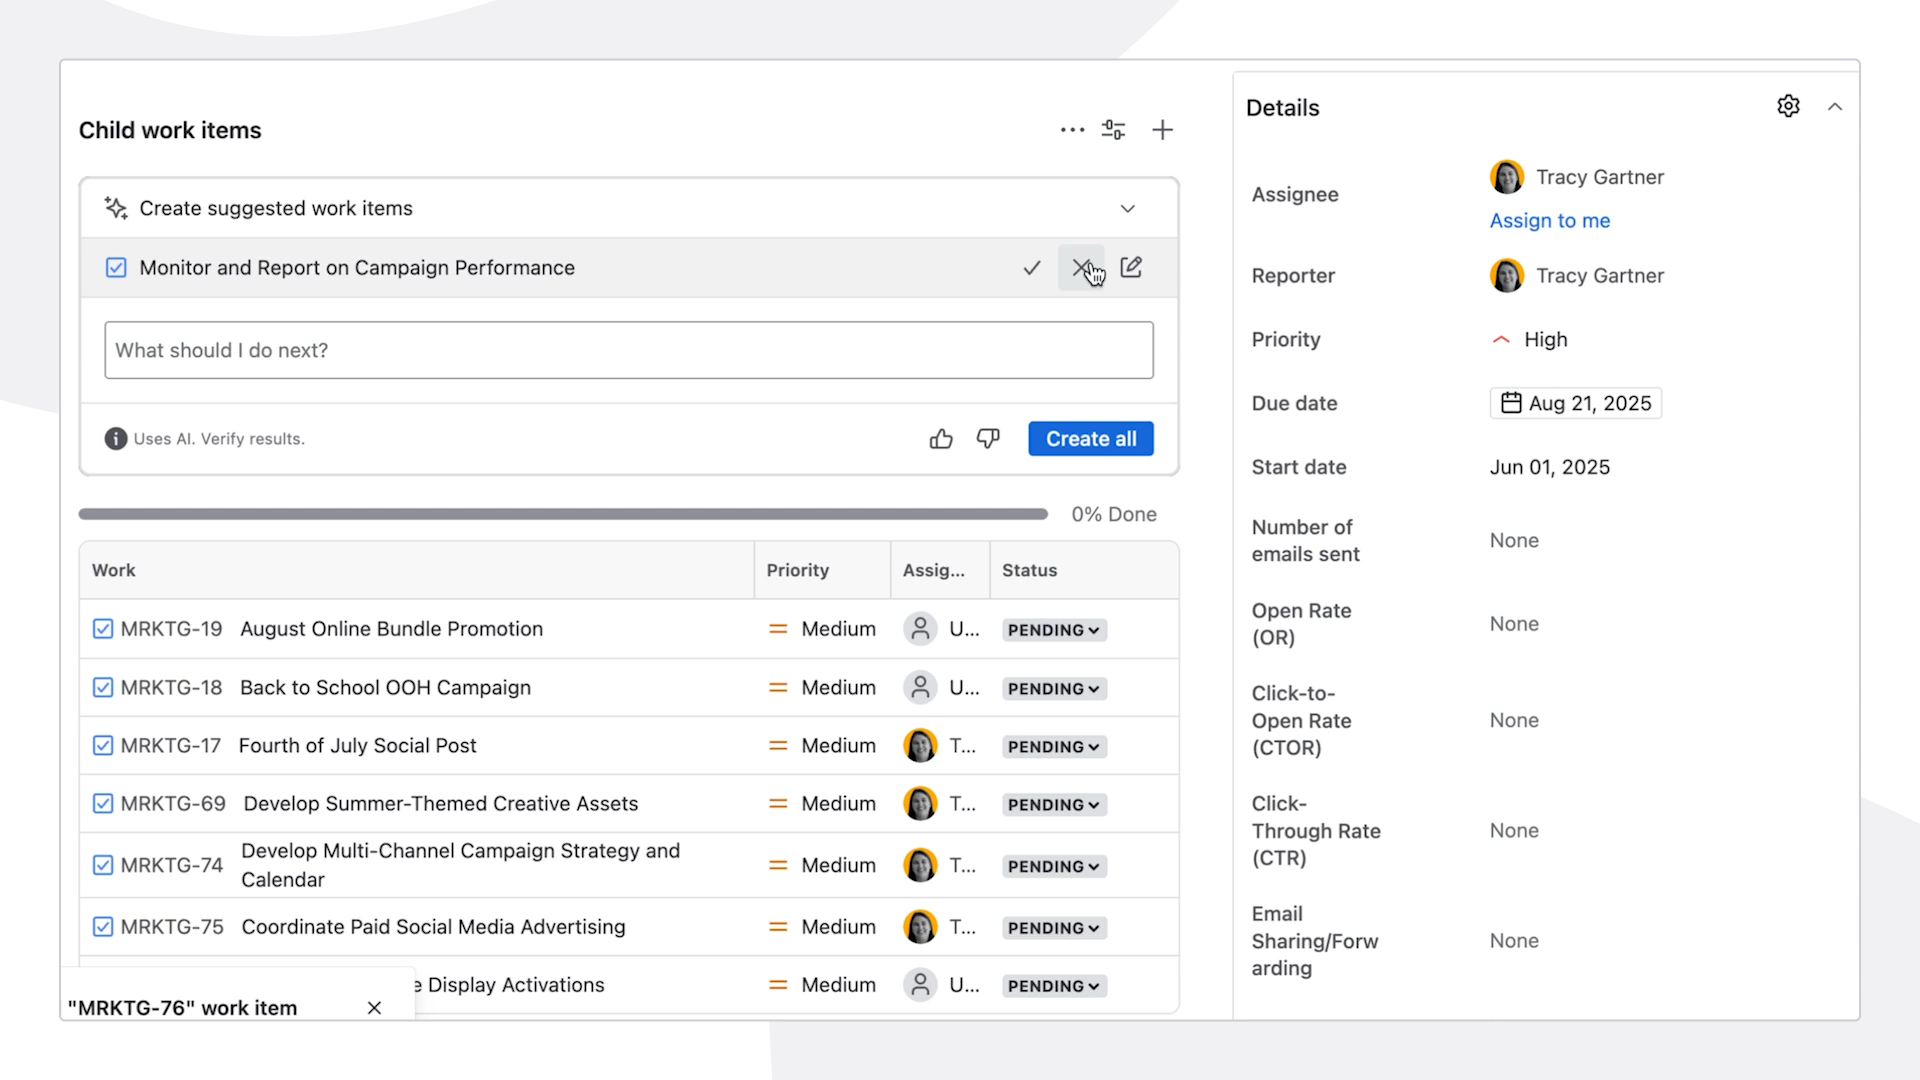 Child work items
Create suggested work items
Monitor and Report on Campaign Performance
What should I do next?
Uses AI. Verify results.
Create all
0% Done
Work Priority Assig... Status
MRKTG-19 August Online Bundle Promotion Medium U... PENDING
MRKTG-18 Back to School OOH Campaign Medium U... PENDING
MRKTG-17 Fourth of July Social Post Medium T... PENDING
MRKTG-69 Develop Summer-Themed Creative Assets Medium T... PENDING
MRKTG-74 Develop Multi-Channel Campaign Strategy and
Calendar Medium T... PENDING
MRKTG-75 Coordinate Paid Social Media Advertising Medium T... PENDING
e Display Activations Medium U... PENDING
"MRKTG-76" work item
Details
Assignee Tracy Gartner
Assign to me
Reporter Tracy Gartner
Priority High
Due date Aug 21, 2025
Start date Jun 01, 2025
Number of
emails sent None
Open Rate
(OR) None
Click-to-
Open Rate
(CTOR) None
Click-
Through Rate
(CTR) None
Email
Sharing/Forw
arding None